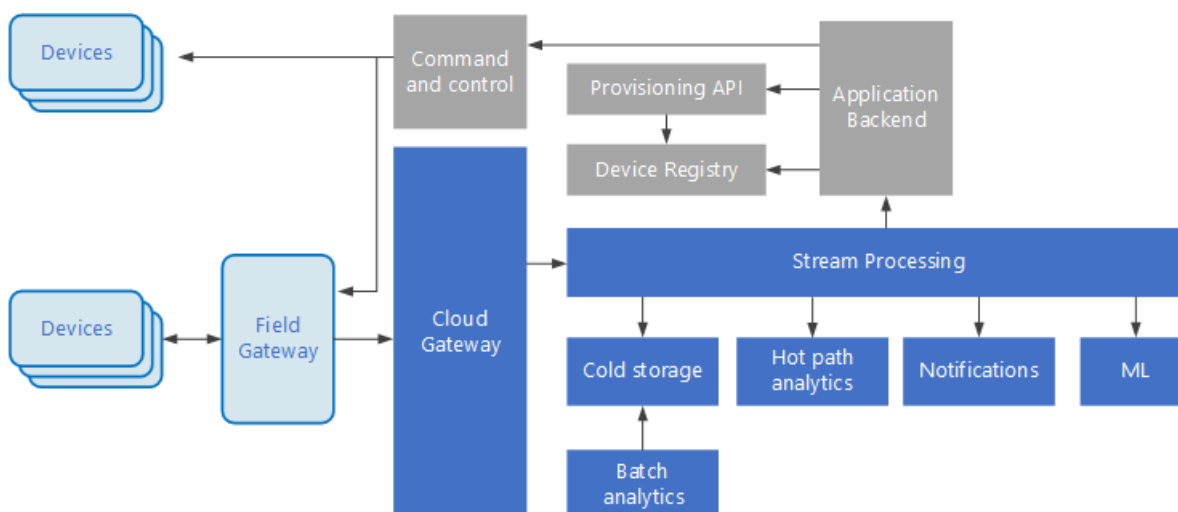 Devices
Command
and control
Provisioning API
Application
Backend
Device Registry
Stream Processing
Devices
Field
Gateway
Cloud
Gateway
Cold storage
Hot path
analytics
Notifications
ML
Batch
analytics